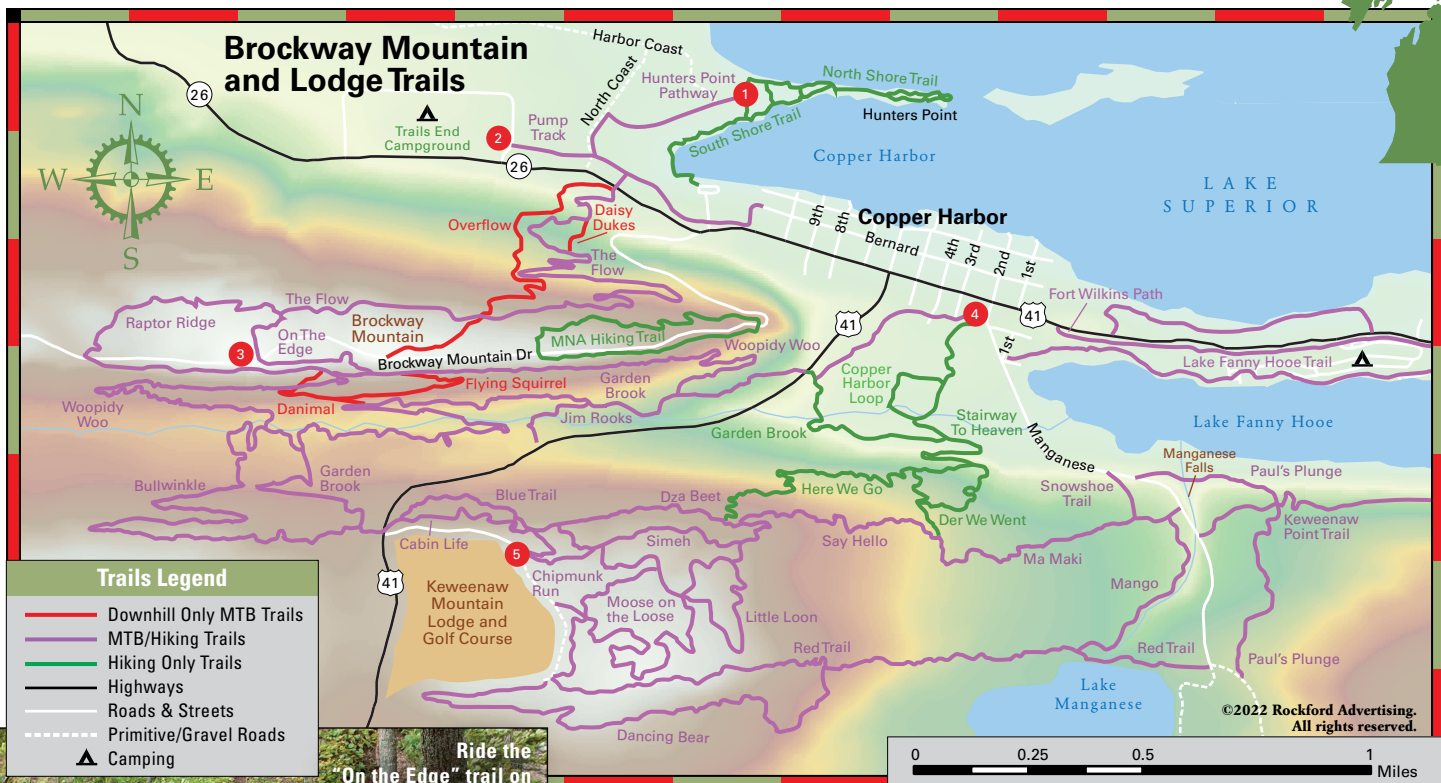 Brockway Mountain
and Lodge Trails
N
W
E
S
26
Harbor Coast
North Coast
Hunters Point
Pathway
1
North Shore Trail
Hunters Point
South Shore Trail
Trails End
Campground
2
Pump
Track
26
Copper Harbor
LAKE
SUPERIOR
Overflow
Daisy
Dukes
The
Flow
9th
8th
Copper Harbor
Bernard
4th
3rd
2nd
1st
Fort Wilkins Path
41
4
41
1st
Lake Fanny Hooe Trail
The Flow
Raptor Ridge
On The
Edge
3
Brockway
Mountain
MNA Hiking Trail
Brockway Mountain Dr
Woopidy Woo
Flying Squirrel
Garden
Brook
Danimal
Jim Rooks
Woopidy
Woo
Copper
Harbor
Loop
Garden Brook
Stairway
To Heaven
Lake Fanny Hooe
Manganese
Manganese
Falls
Paul's Plunge
Snowshoe
Trail
Keweenaw
Point Trail
Bullwinkle
Garden
Brook
Blue Trail
Dza Beet
Here We Go
Der We Went
Cabin Life
5
Simeh
Say Hello
Ma Maki
Mango
41
Keweenaw
Mountain
Lodge and
Golf Course
Chipmunk
Run
Moose on
the Loose
Little Loon
Red Trail
Red Trail
Paul's Plunge
Lake
Manganese
Dancing Bear
©2022 Rockford Advertising.
All rights reserved.
Trails Legend
Downhill Only MTB Trails
MTB/Hiking Trails
Hiking Only Trails
Highways
Roads & Streets
Primitive/Gravel Roads
Camping
Ride the
"On the Edge" trail on
0 0.25 0.5 1
Miles